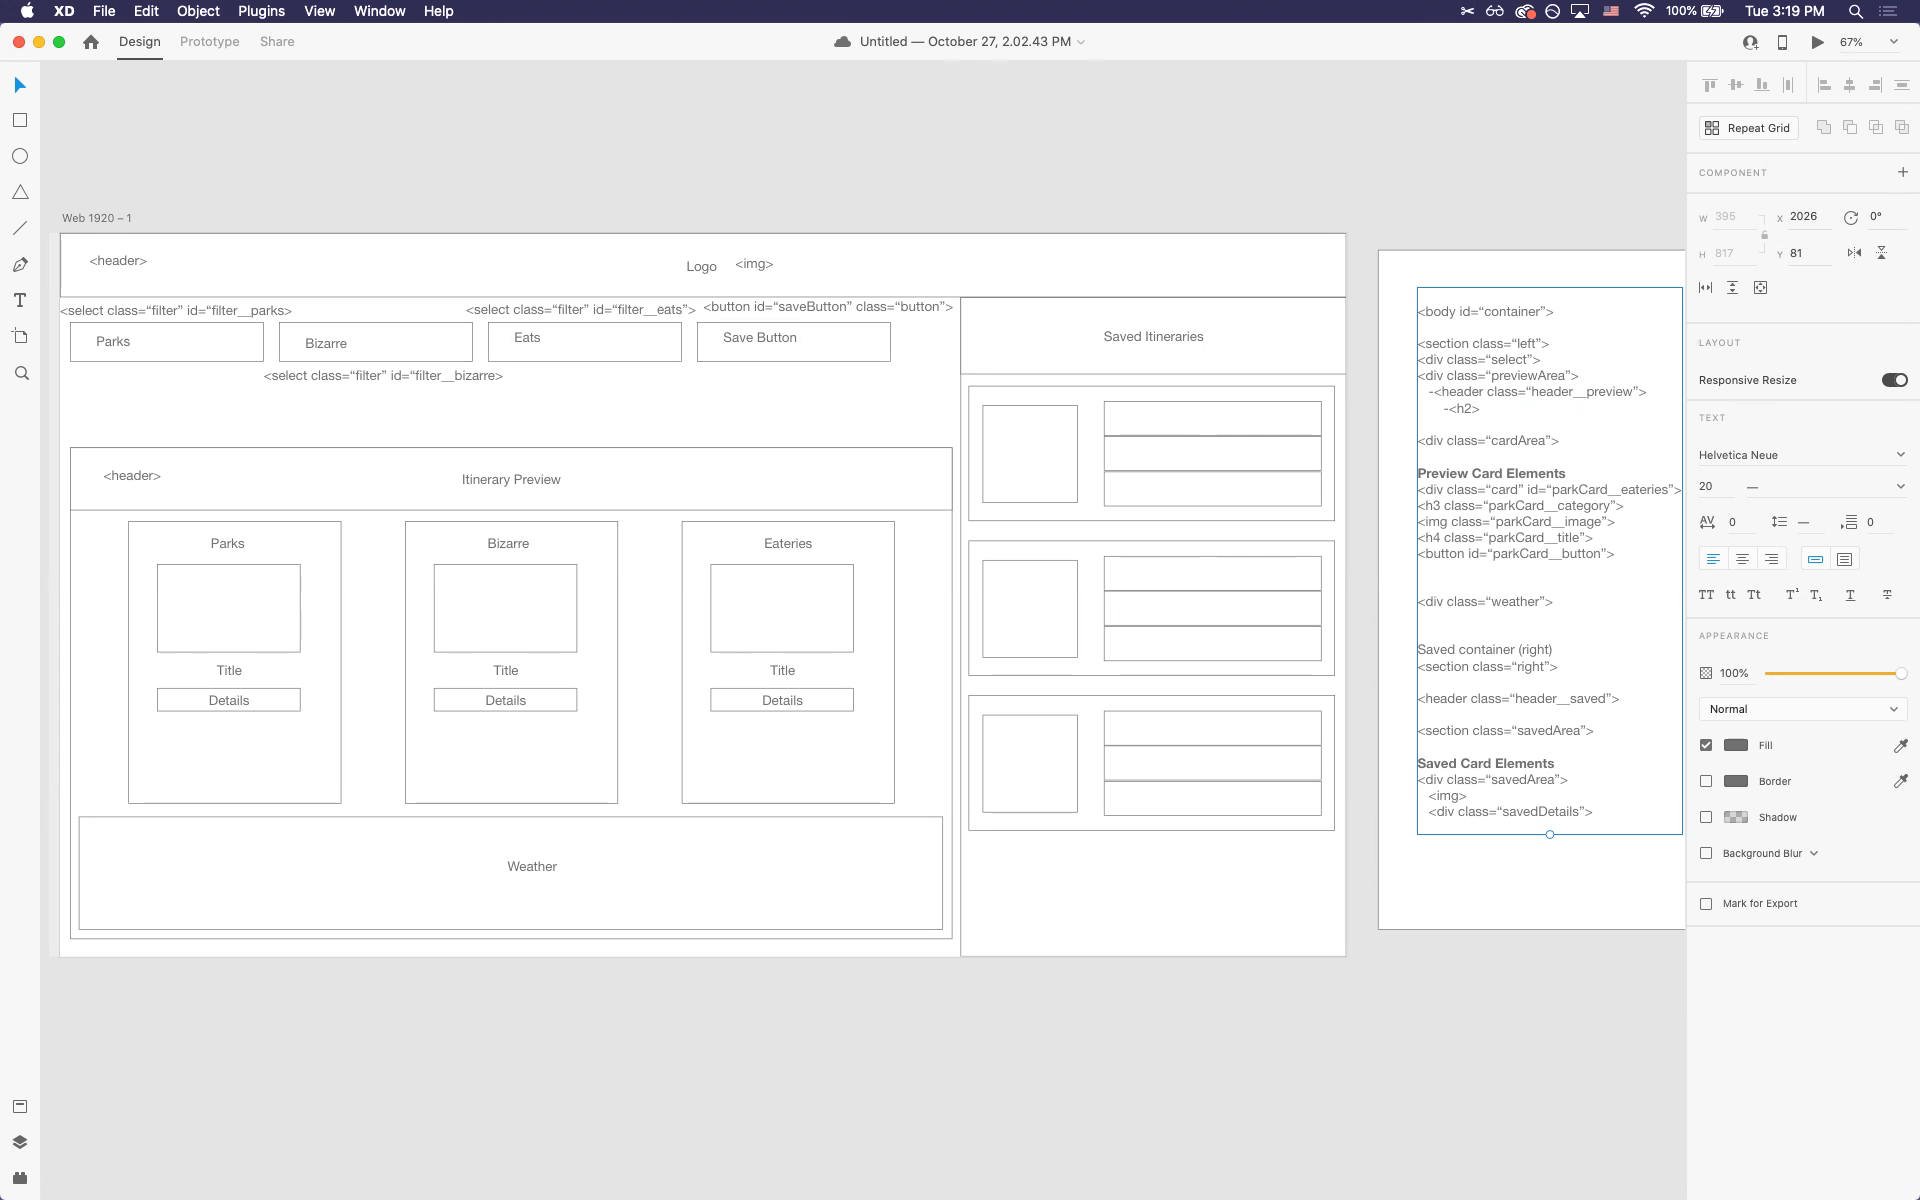 XD File Edit Object Plugins View Window Help 100% Tue 3:19 PM
Design Prototype Share Untitled — October 27, 2.02.43 PM 67%
Web 1920 – 1
<header>
Logo <img>
<select class=“filter” id=“filter__parks>
<select class=“filter” id=“filter__eats”>
<button id=“saveButton” class=“button”>
Parks
Bizarre
Eats
Save Button
<select class=“filter” id=“filter__bizarre>
Saved Itineraries
<header>
Itinerary Preview
Parks
Bizarre
Eateries
Title
Title
Title
Details
Details
Details
Weather
<body id=“container”>
<section class=“left”>
<div class=“select”>
<div class=“previewArea”>
-<header class=“header__preview”>
-<h2>
<div class=“cardArea”>
Preview Card Elements
<div class=“card” id=“parkCard__eateries”>
<h3 class=“parkCard__category”>
<img class=“parkCard__image”>
<h4 class=“parkCard__title”>
<button id=“parkCard__button”>
<div class=“weather”>
Saved container (right)
<section class=“right”>
<header class=“header__saved”>
<section class=“savedArea”>
Saved Card Elements
<div class=“savedArea”>
<img>
<div class=“savedDetails”>
Repeat Grid
COMPONENT
W 395 X 2026 0°
H 817 Y 81
LAYOUT
Responsive Resize
TEXT
Helvetica Neue
20 —
AV 0 — 0
TT tt Tt T¹ T₁ T T
APPEARANCE
100%
Normal
Fill
Border
Shadow
Background Blur
Mark for Export